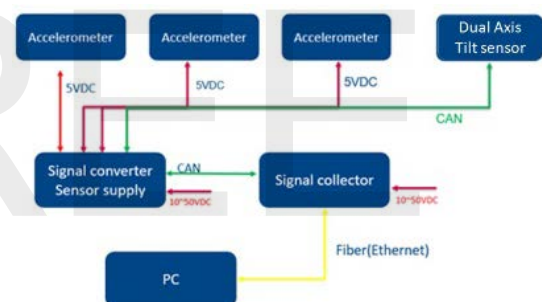 Accelerometer
Accelerometer
Accelerometer
Dual Axis
Tilt sensor
5VDC
5VDC
5VDC
CAN
Signal converter
Sensor supply
CAN
10~50VDC
Signal collector
10~50VDC
Fiber(Ethernet)
PC